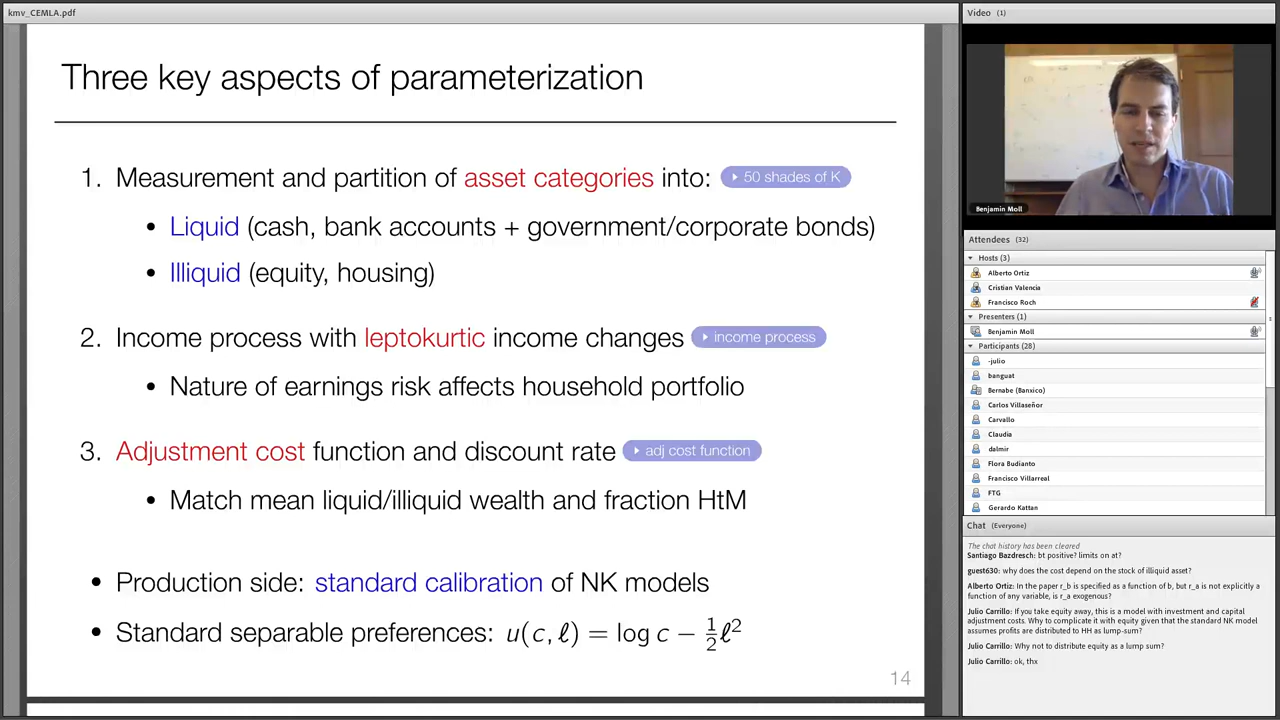 kmv_CEMLA.pdf
Three key aspects of parameterization
1. Measurement and partition of asset categories into: 50 shades of K
• Liquid (cash, bank accounts + government/corporate bonds)
• Illiquid (equity, housing)
2. Income process with leptokurtic income changes income process
• Nature of earnings risk affects household portfolio
3. Adjustment cost function and discount rate adj cost function
• Match mean liquid/illiquid wealth and fraction HtM
• Production side: standard calibration of NK models
• Standard separable preferences: u(c, ℓ) = log c − ½ℓ²
14
Video (1)
Benjamin Moll
Attendees (32)
Hosts (3)
Alberto Ortiz
Cristian Valencia
Francisco Roch
Presenters (1)
Benjamin Moll
Participants (28)
-julio
banguat
Bernabe (Banxico)
Carlos Villaseñor
Carvallo
Claudia
dalmir
Flora Budianto
Francisco Villarreal
FTG
Gerardo Kattan
Chat (Everyone)
The chat history has been cleared
Santiago Bazdresch: bt positive? limits on at?
guest630: why does the cost depend on the stock of illiquid asset?
Alberto Ortiz: In the paper r_b is specified as a function of b, but r_a is not explicitly a
function of any variable, is r_a exogenous?
Julio Carrillo: If you take equity away, this is a model with investment and capital
adjustment costs. Why to complicate it with equity given that the standard NK model
assumes profits are distributed to HH as lump-sum?
Julio Carrillo: Why not to distribute equity as a lump sum?
Julio Carrillo: ok, thx